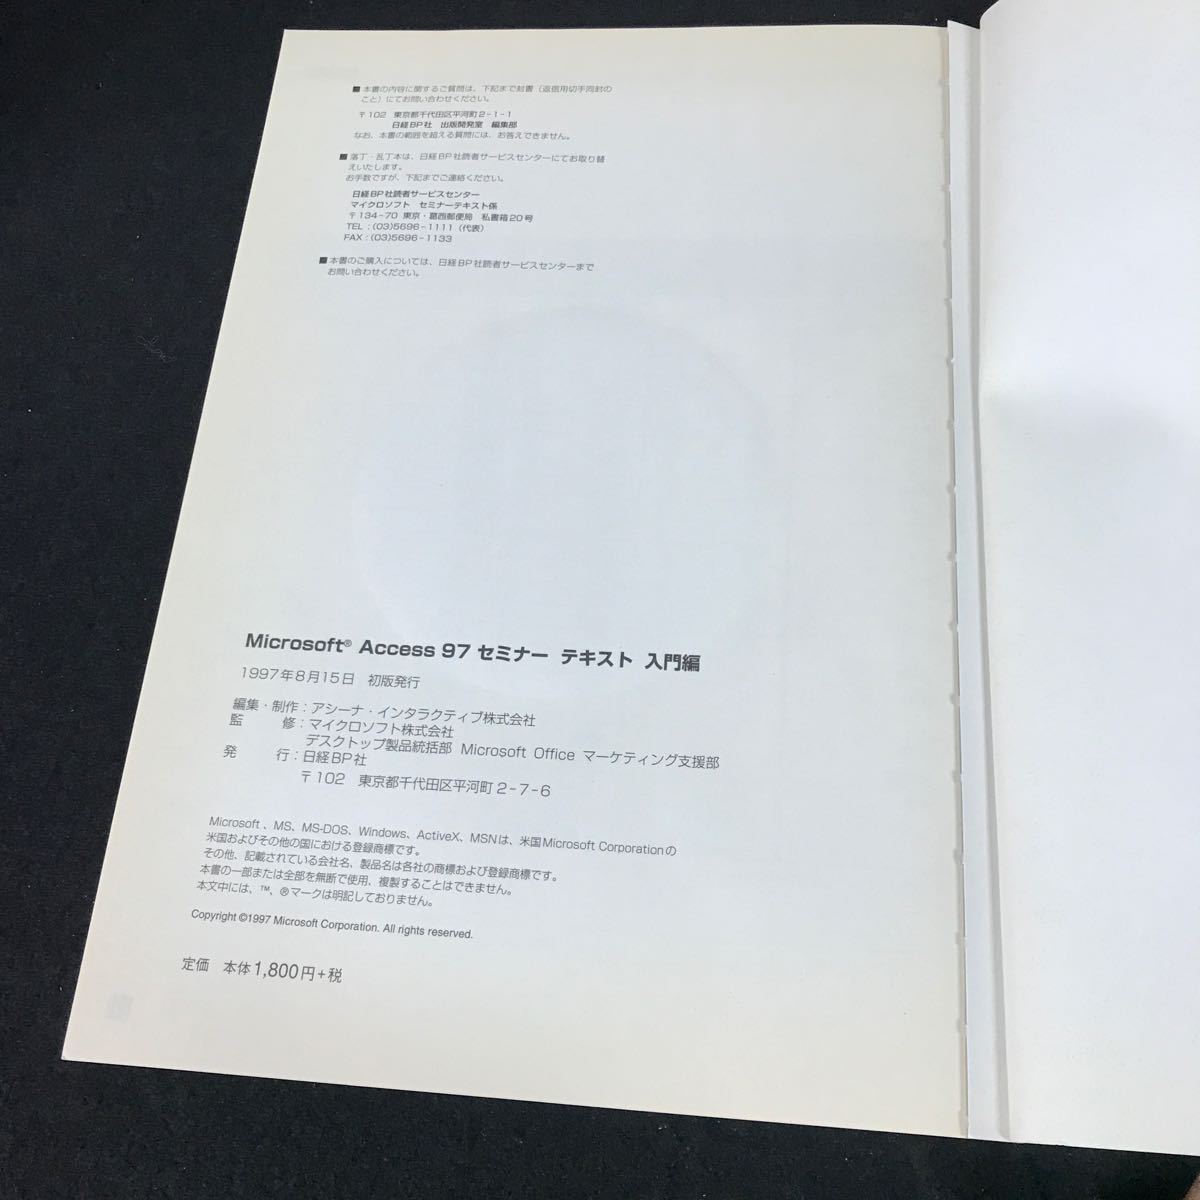 ■本書の内容に関するご質問は、下記まで封書（返信用切手同封の
こと）にてお問い合わせください。
〒102 東京都千代田区平河町2-1-1
日経BP社 出版開発室 編集部
なお、本書の範囲を超える質問には、お答えできません。
■落丁・乱丁本は、日経BP社読者サービスセンターにてお取り替
えいたします。
お手数ですが、下記までご連絡ください。
日経BP社読者サービスセンター
マイクロソフト セミナーテキスト係
〒134-70 東京・葛西郵便局 私書箱20号
TEL：(03)5696-1111（代表）
FAX：(03)5696-1133
■本書のご購入については、日経BP社読者サービスセンターまで
お問い合わせください。
Microsoft® Access 97 セミナー テキスト 入門編
1997年8月15日 初版発行
編集・制作：アシーナ・インタラクティブ株式会社
監 修：マイクロソフト株式会社
デスクトップ製品統括部 Microsoft Office マーケティング支援部
発 行：日経BP社
〒102 東京都千代田区平河町2-7-6
Microsoft、MS、MS-DOS、Windows、ActiveX、MSNは、米国Microsoft Corporationの
米国およびその他の国における登録商標です。
その他、記載されている会社名、製品名は各社の商標および登録商標です。
本書の一部または全部を無断で使用、複製することはできません。
本文中には、™、®マークは明記しておりません。
Copyright ©1997 Microsoft Corporation. All rights reserved.
定価 本体1,800円+税